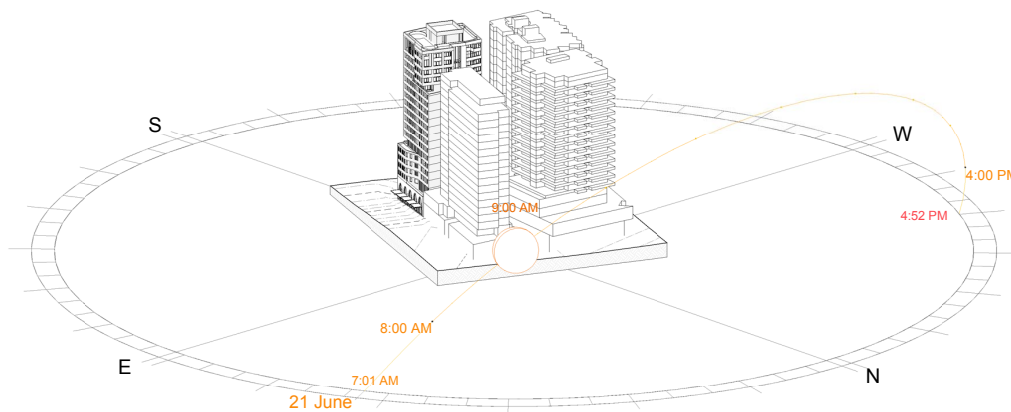 S
W
4:00 PM
9:00 AM
4:52 PM
8:00 AM
E
7:01 AM
N
21 June